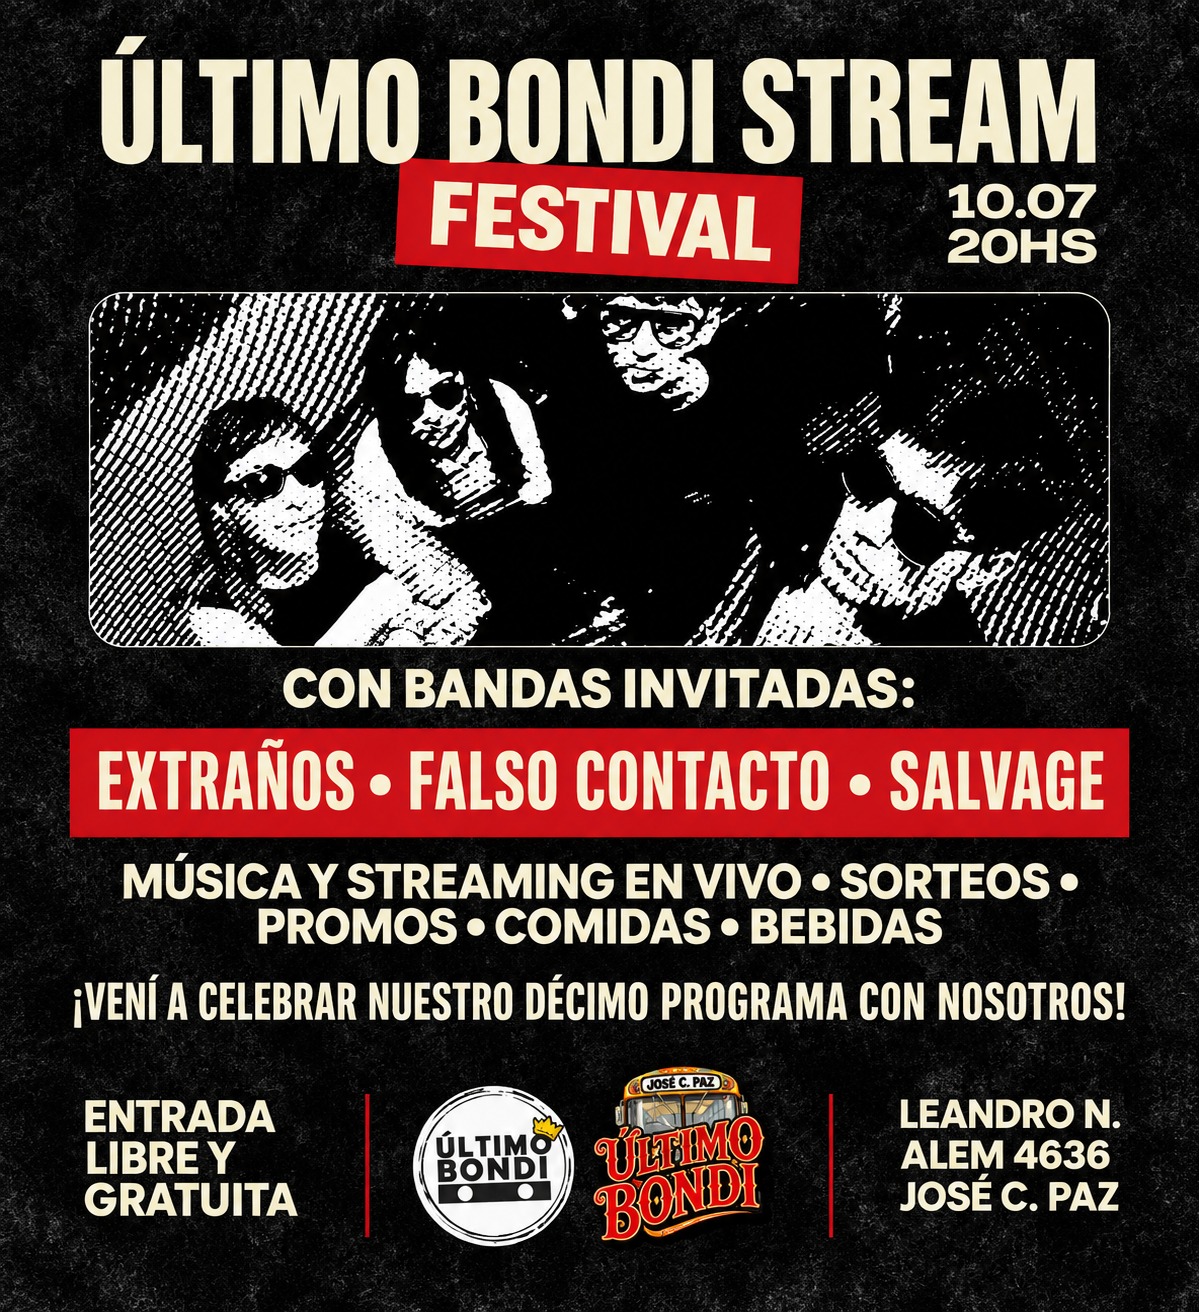 ÚLTIMO BONDI STREAM
FESTIVAL
10.07
20HS
CON BANDAS INVITADAS:
EXTRAÑOS • FALSO CONTACTO • SALVAGE
MÚSICA Y STREAMING EN VIVO • SORTEOS •
PROMOS • COMIDAS • BEBIDAS
¡VENÍ A CELEBRAR NUESTRO DÉCIMO PROGRAMA CON NOSOTROS!
ENTRADA
LIBRE Y
GRATUITA
ÚLTIMO
BONDI
JOSÉ C. PAZ
ÚLTIMO
BONDI
LEANDRO N.
ALEM 4636
JOSÉ C. PAZ